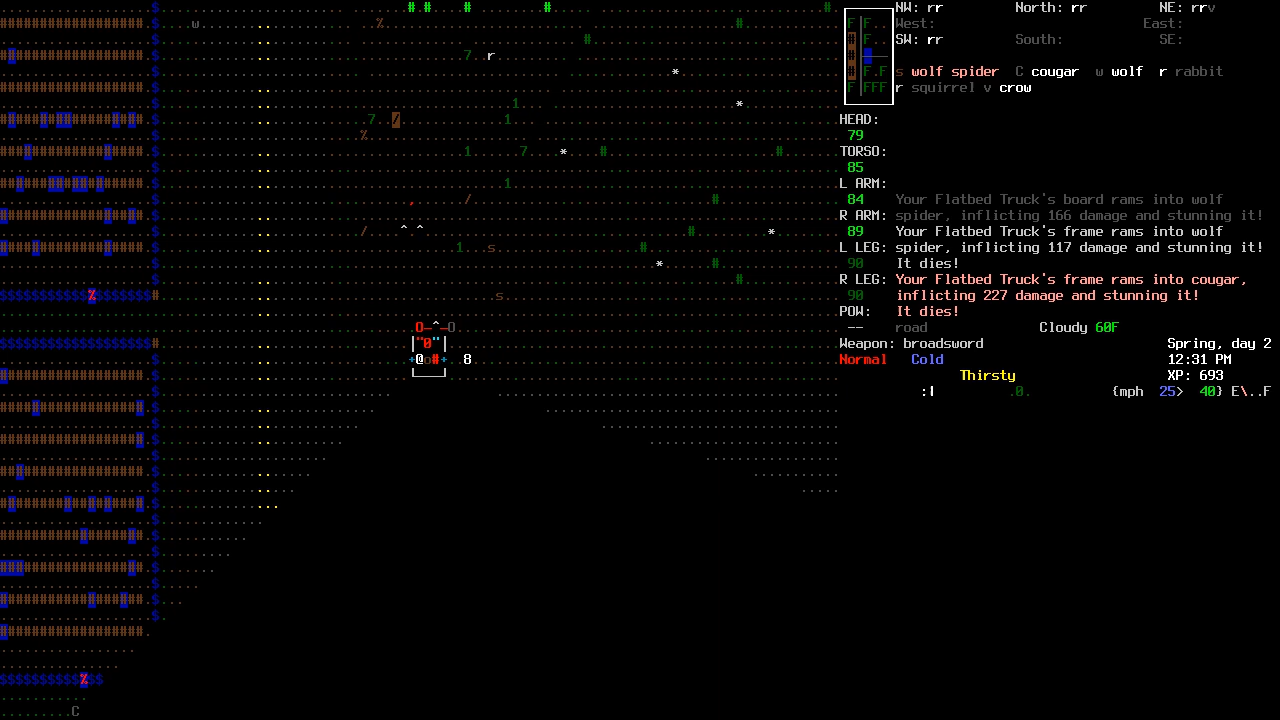 NW: rr North: rr NE: rrv
West: East:
SW: rr South: SE:
s wolf spider C cougar w wolf r rabbit
r squirrel v crow
HEAD:
79
TORSO:
85
L ARM:
84 Your Flatbed Truck's board rams into wolf
R ARM: spider, inflicting 166 damage and stunning it!
89 Your Flatbed Truck's frame rams into wolf
L LEG: spider, inflicting 117 damage and stunning it!
90 It dies!
R LEG: Your Flatbed Truck's frame rams into cougar,
90 inflicting 227 damage and stunning it!
POW: It dies!
-- road Cloudy 60F
Weapon: broadsword Spring, day 2
Normal Cold 12:31 PM
Thirsty XP: 693
:I .0. {mph 25> 40} E\..F